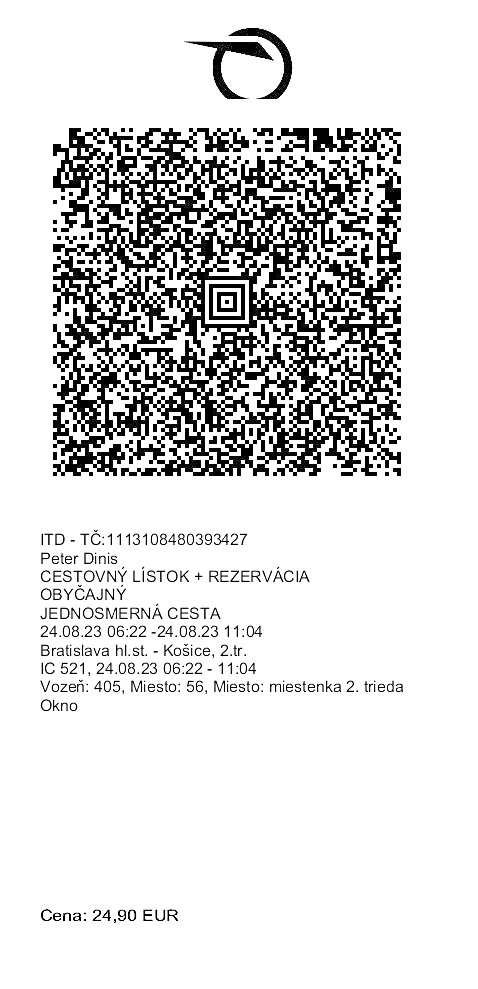 ITD - TČ:1113108480393427
Peter Dinis
CESTOVNÝ LÍSTOK + REZERVÁCIA
OBYČAJNÝ
JEDNOSMERNÁ CESTA
24.08.23 06:22 -24.08.23 11:04
Bratislava hl.st. - Košice, 2.tr.
IC 521, 24.08.23 06:22 - 11:04
Vozeň: 405, Miesto: 56, Miesto: miestenka 2. trieda
Okno
Cena: 24,90 EUR